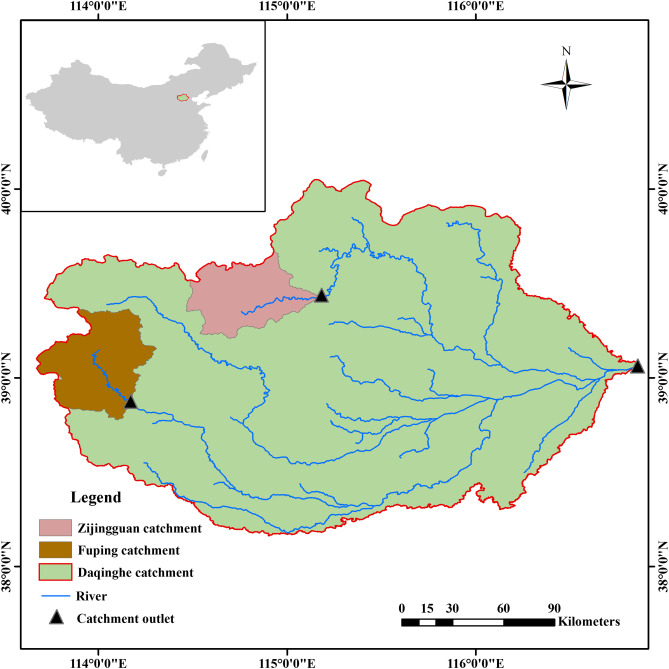 114°0'0"E 115°0'0"E 116°0'0"E
N
40°0'0"N 40°0'0"N
39°0'0"N 39°0'0"N
38°0'0"N 38°0'0"N
Legend
Zijingguan catchment
Fuping catchment
Daqinghe catchment
River
Catchment outlet
0 15 30 60 90
Kilometers
114°0'0"E 115°0'0"E 116°0'0"E